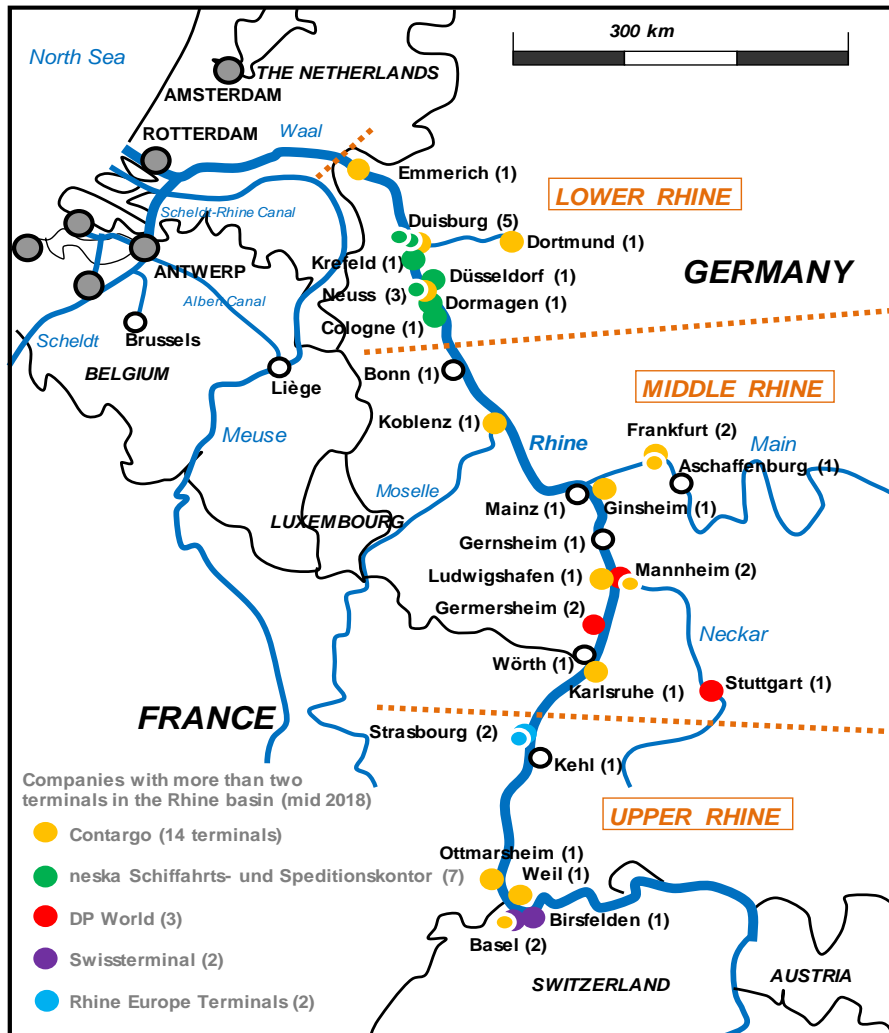 300 km
North Sea
THE NETHERLANDS
AMSTERDAM
ROTTERDAM
Waal
Emmerich (1)
LOWER RHINE
Scheldt-Rhine Canal
Duisburg (5)
Dortmund (1)
ANTWERP
Krefeld (1)
GERMANY
Düsseldorf (1)
Neuss (3)
Albert Canal
Dormagen (1)
Cologne (1)
Scheldt
Brussels
BELGIUM
Liège
Bonn (1)
MIDDLE RHINE
Koblenz (1)
Meuse
Rhine
Frankfurt (2)
Main
Aschaffenburg (1)
Moselle
Mainz (1)
Ginsheim (1)
LUXEMBOURG
Gernsheim (1)
Ludwigshafen (1)
Mannheim (2)
Germersheim (2)
Neckar
Wörth (1)
Karlsruhe (1)
Stuttgart (1)
FRANCE
Strasbourg (2)
Kehl (1)
Companies with more than two
terminals in the Rhine basin (mid 2018)
Contargo (14 terminals)
neska Schiffahrts- und Speditionskontor (7)
DP World (3)
Swissterminal (2)
Rhine Europe Terminals (2)
UPPER RHINE
Ottmarsheim (1)
Weil (1)
Birsfelden (1)
Basel (2)
SWITZERLAND
AUSTRIA